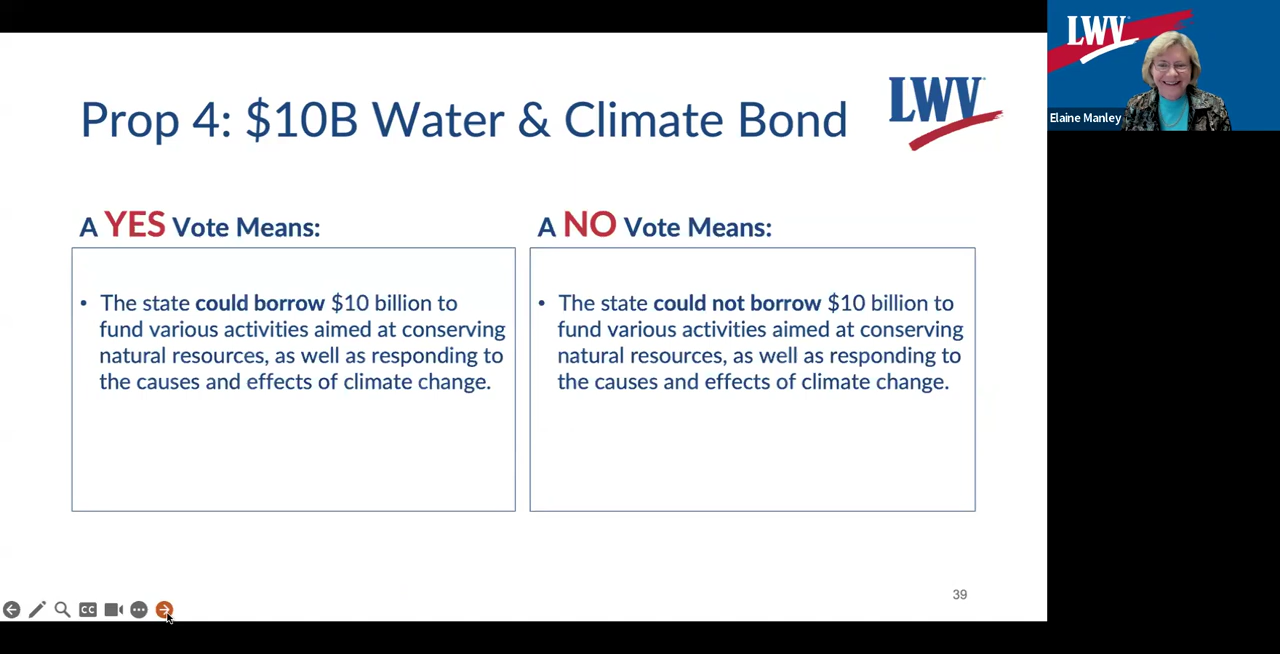 Prop 4: $10B Water & Climate Bond
LWV
LWV
Elaine Manley
A YES Vote Means:
• The state could borrow $10 billion to
fund various activities aimed at conserving
natural resources, as well as responding to
the causes and effects of climate change.
A NO Vote Means:
• The state could not borrow $10 billion to
fund various activities aimed at conserving
natural resources, as well as responding to
the causes and effects of climate change.
CC
39